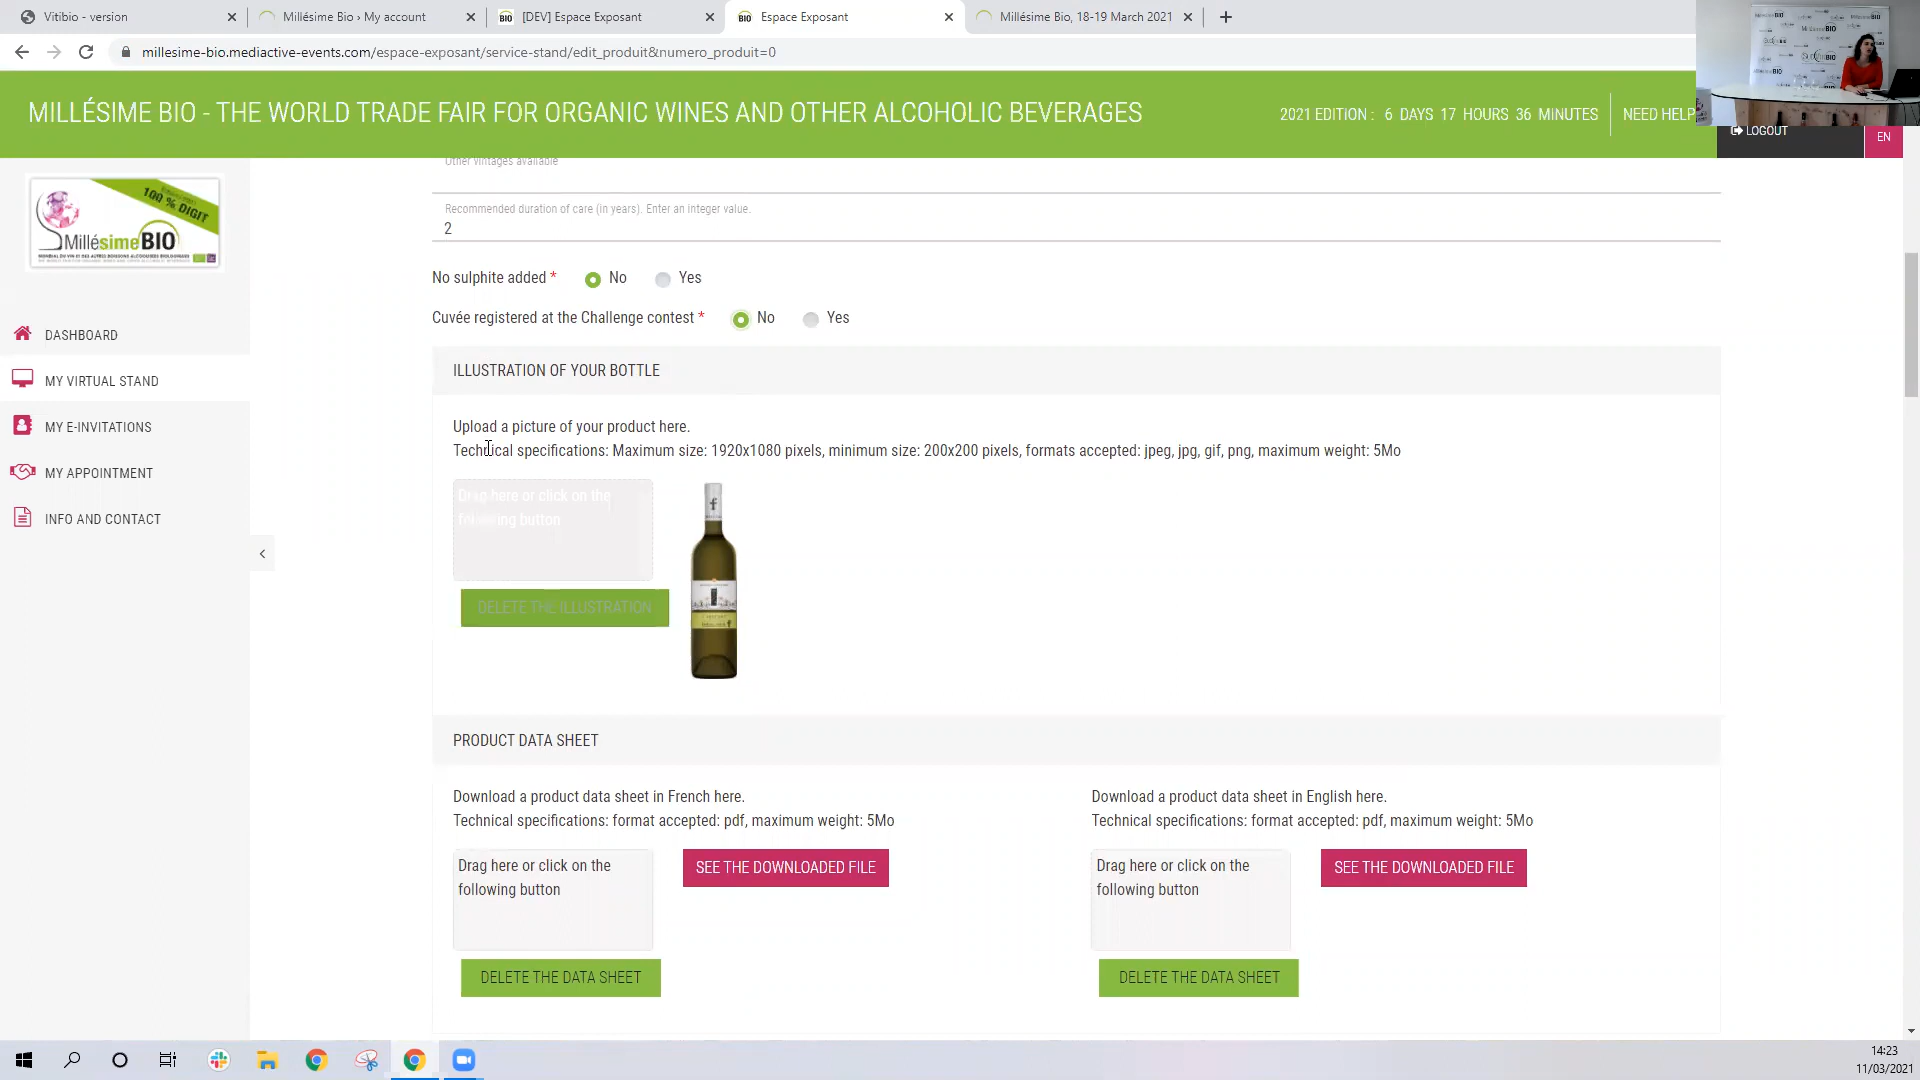 Vitibio - version
Millésime Bio › My account
[DEV] Espace Exposant
Espace Exposant
Millésime Bio, 18-19 March 2021
millesime-bio.mediactive-events.com/espace-exposant/service-stand/edit_produit&numero_produit=0
MILLÉSIME BIO - THE WORLD TRADE FAIR FOR ORGANIC WINES AND OTHER ALCOHOLIC BEVERAGES
2021 EDITION : 6 DAYS 17 HOURS 36 MINUTES
NEED HELP
LOGOUT
EN
100 % DIGIT
MillésimeBIO
DASHBOARD
MY VIRTUAL STAND
MY E-INVITATIONS
MY APPOINTMENT
INFO AND CONTACT
Other vintages available
Recommended duration of care (in years). Enter an integer value.
2
No sulphite added * No Yes
Cuvée registered at the Challenge contest * No Yes
ILLUSTRATION OF YOUR BOTTLE
Upload a picture of your product here.
Technical specifications: Maximum size: 1920x1080 pixels, minimum size: 200x200 pixels, formats accepted: jpeg, jpg, gif, png, maximum weight: 5Mo
Drag here or click on the
following button
DELETE THE ILLUSTRATION
PRODUCT DATA SHEET
Download a product data sheet in French here.
Technical specifications: format accepted: pdf, maximum weight: 5Mo
Drag here or click on the
following button
SEE THE DOWNLOADED FILE
DELETE THE DATA SHEET
Download a product data sheet in English here.
Technical specifications: format accepted: pdf, maximum weight: 5Mo
Drag here or click on the
following button
SEE THE DOWNLOADED FILE
DELETE THE DATA SHEET
14:23
11/03/2021